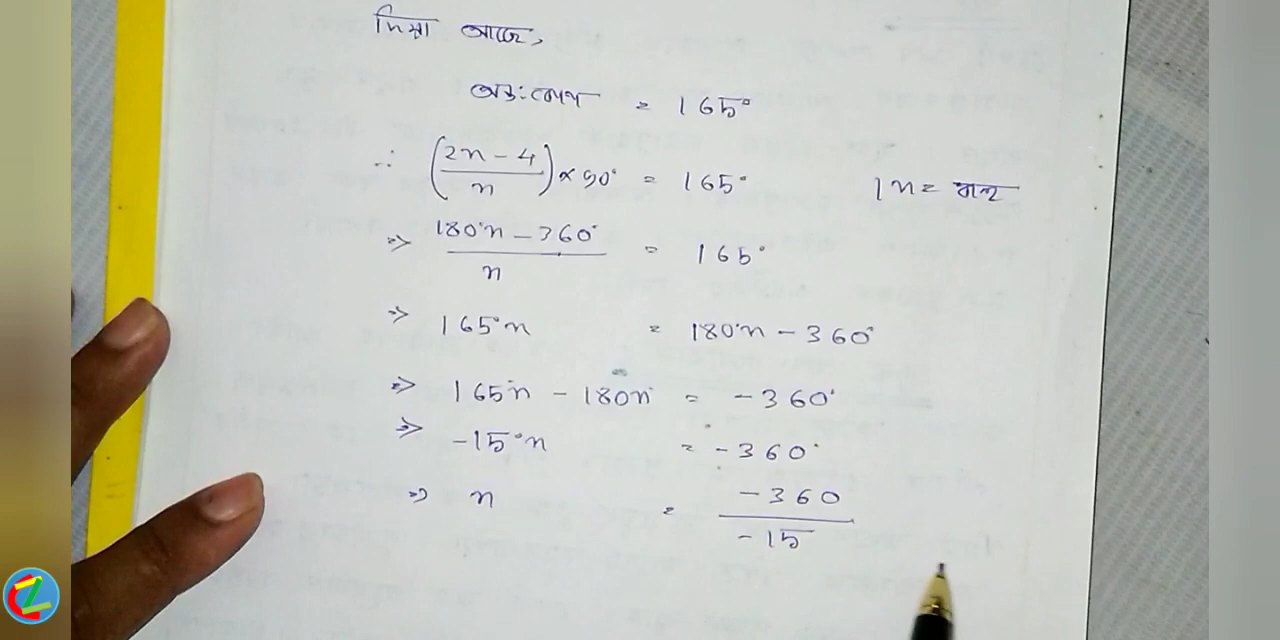 দিয়া আছে,
অন্তঃকোণ = 165°
∴ (2n - 4 / n) × 90° = 165° | n = বাহু
⇒ 180°n - 360° / n = 165°
⇒ 165°n = 180°n - 360°
⇒ 165°n - 180n° = -360°
⇒ -15°n = -360°
⇒ n = -360 / -15